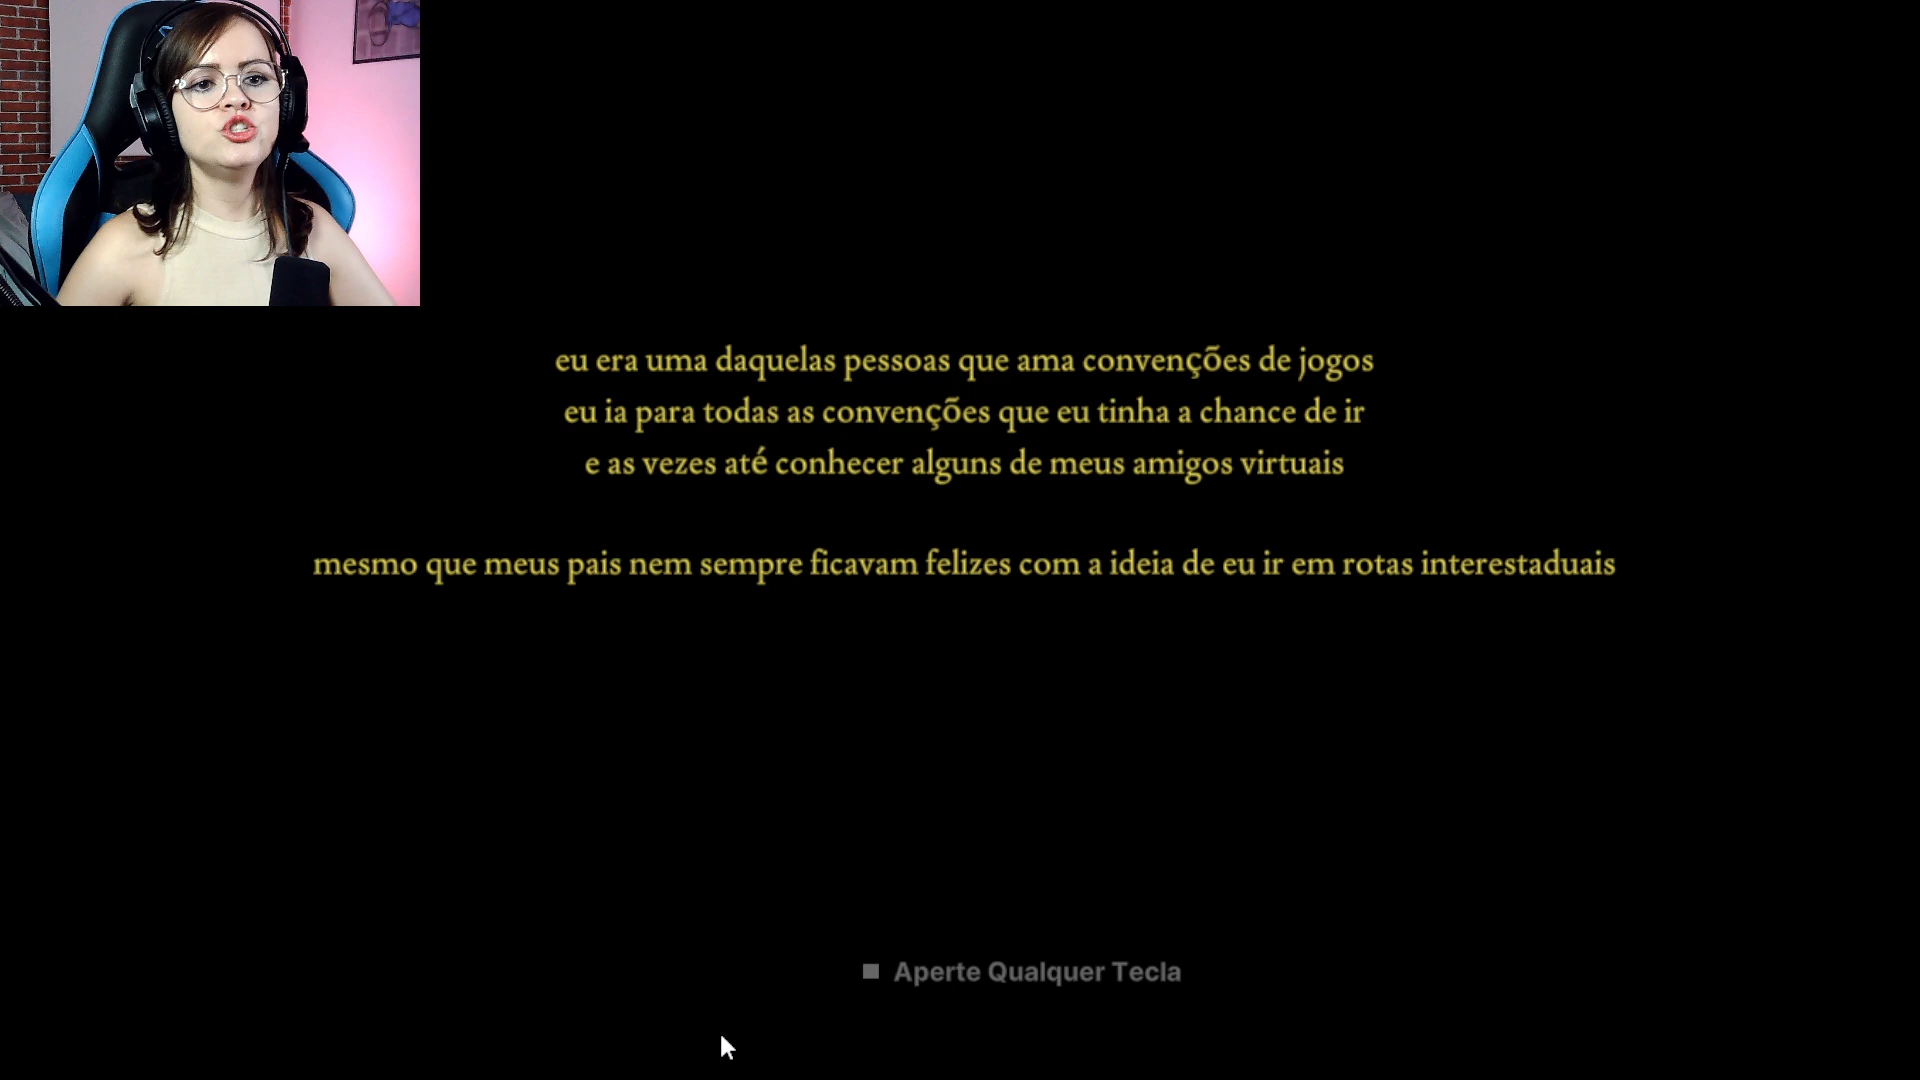 eu era uma daquelas pessoas que ama convenções de jogos
eu ia para todas as convenções que eu tinha a chance de ir
e as vezes até conhecer alguns de meus amigos virtuais
mesmo que meus pais nem sempre ficavam felizes com a ideia de eu ir em rotas interestaduais
Aperte Qualquer Tecla